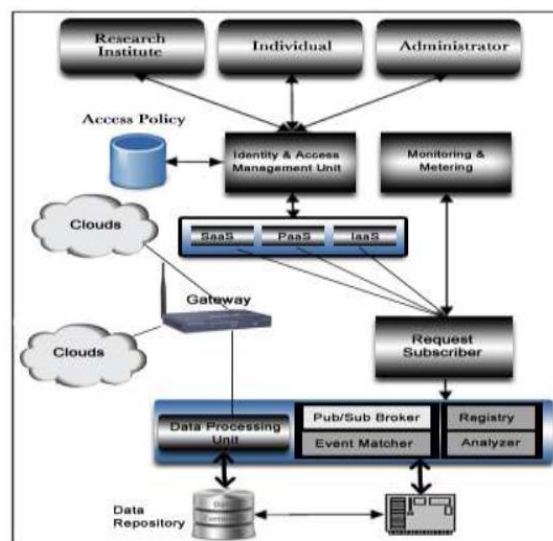 Research
Institute
Individual
Administrator
Access Policy
Identity & Access
Management Unit
Monitoring &
Metering
Clouds
SaaS
PaaS
IaaS
Gateway
Clouds
Request
Subscriber
Data Processing
Unit
Pub/Sub Broker
Event Matcher
Registry
Analyzer
Data
Repository